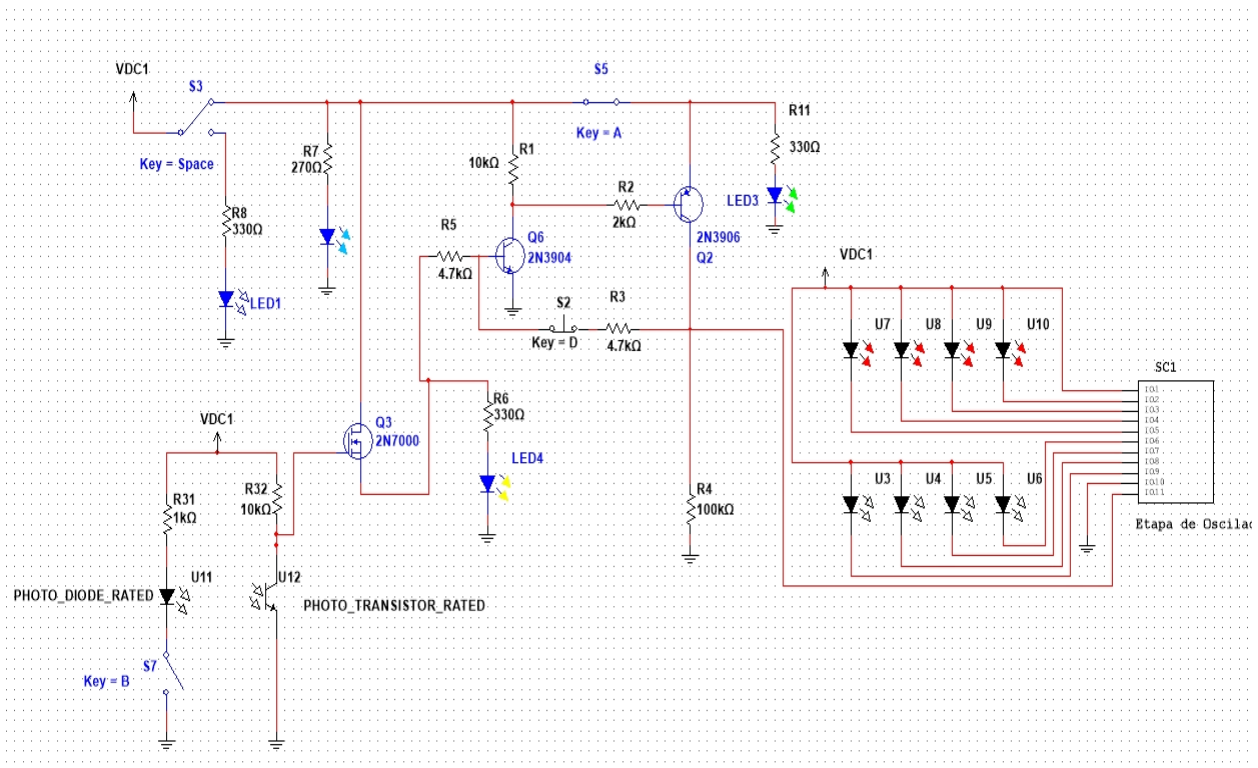 VDC1
S3
Key = Space
R8
330Ω
LED1
R7
270Ω
R1
10kΩ
S5
Key = A
R11
330Ω
LED3
R2
2kΩ
2N3906
Q2
R5
4.7kΩ
Q6
2N3904
S2
Key = D
R3
4.7kΩ
R6
330Ω
LED4
Q3
2N7000
R4
100kΩ
VDC1
R31
1kΩ
R32
10kΩ
U11
PHOTO_DIODE_RATED
U12
PHOTO_TRANSISTOR_RATED
S7
Key = B
VDC1
U7
U8
U9
U10
U3
U4
U5
U6
SC1
IO1
IO2
IO3
IO4
IO5
IO6
IO7
IO8
IO9
IO10
IO11
Etapa de Oscilac